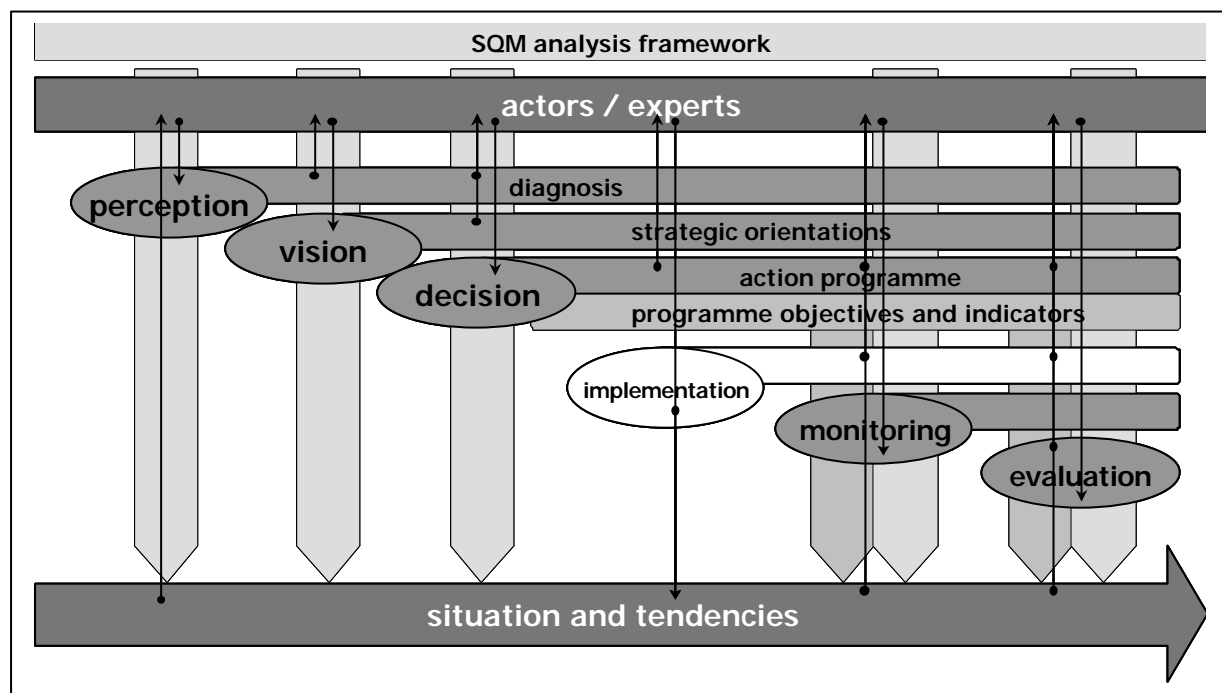 SQM analysis framework
actors / experts
diagnosis
perception
strategic orientations
vision
action programme
decision
programme objectives and indicators
implementation
monitoring
evaluation
situation and tendencies